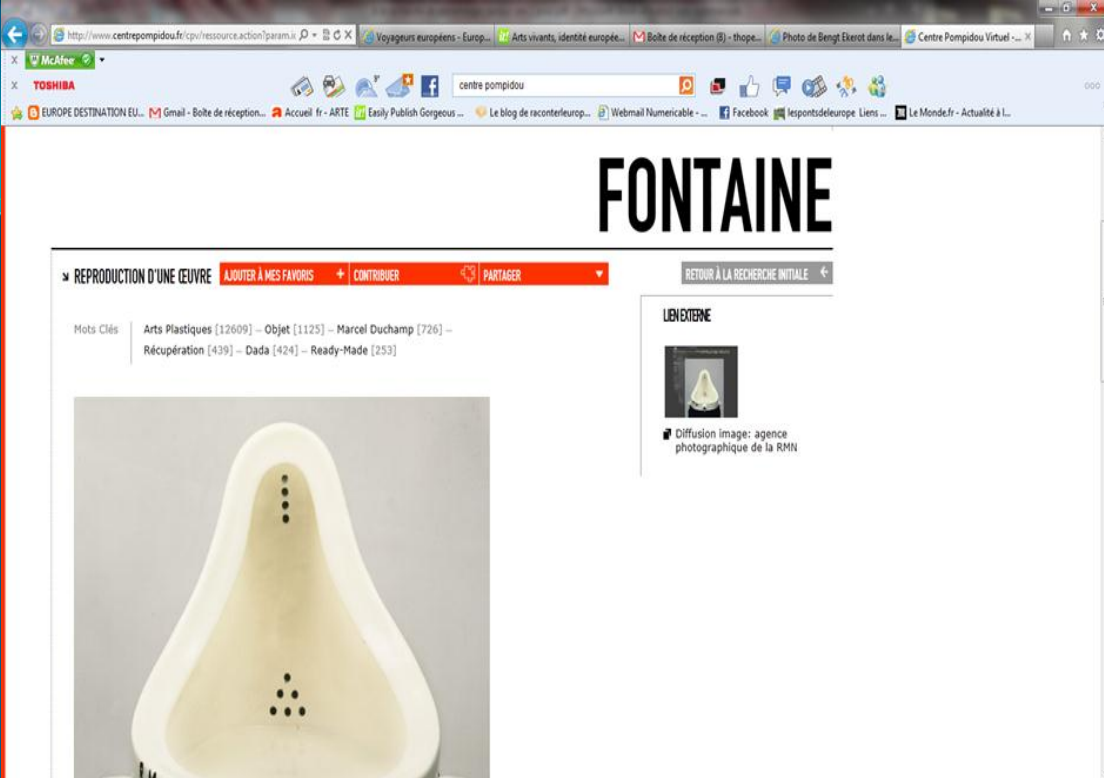 http://www.centrepompidou.fr/cpv/ressource.action?param.i
Voyageurs européens - Europ...
Arts vivants, identité europée...
Boîte de réception (8) - thope...
Photo de Bengt Ekerot dans le...
Centre Pompidou Virtuel -...
McAfee
TOSHIBA
centre pompidou
EUROPE DESTINATION EU...
Gmail - Boîte de réception...
Accueil fr - ARTE
Easily Publish Gorgeous ...
Le blog de raconterleurop...
Webmail Numericable - ...
Facebook
lespontsdeleurope Liens ...
Le Monde.fr - Actualité à l...
FONTAINE
REPRODUCTION D'UNE ŒUVRE
AJOUTER À MES FAVORIS +
CONTRIBUER
PARTAGER
RETOUR À LA RECHERCHE INITIALE
Mots Clés
Arts Plastiques [12609] – Objet [1125] – Marcel Duchamp [726] –
Récupération [439] – Dada [424] – Ready-Made [253]
LIEN EXTERNE
Diffusion image: agence
photographique de la RMN